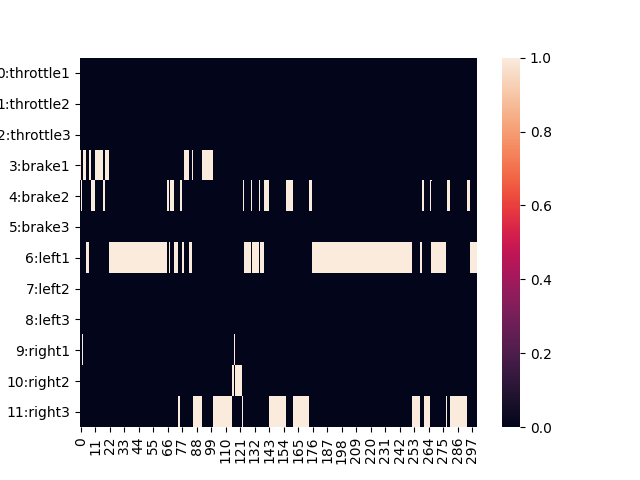 0:throttle1
1:throttle2
2:throttle3
3:brake1
4:brake2
5:brake3
6:left1
7:left2
8:left3
9:right1
10:right2
11:right3
0 11 22 33 44 55 66 77 88 99 110 121 132 143 154 165 176 187 198 209 220 231 242 253 264 275 286 297
1.0
0.8
0.6
0.4
0.2
0.0